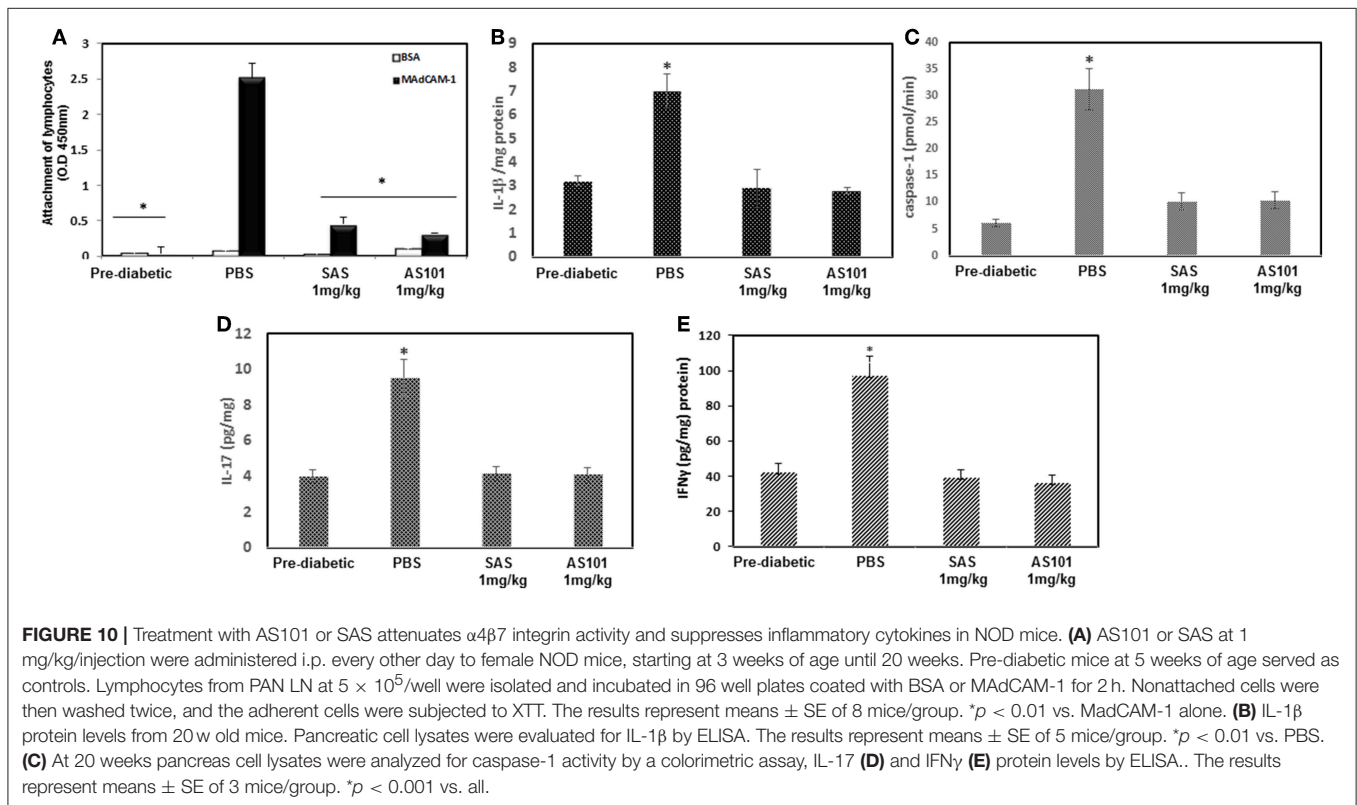 A
Attachment of lymphocytes
(O.D 450nm)
3
2.5
2
1.5
1
0.5
0
BSA
MAdCAM-1
*
*
Pre-diabetic PBS SAS AS101
1mg/kg 1mg/kg
B
IL-1β /mg protein
9
8
7
6
5
4
3
2
1
0
*
Pre-diabetic PBS SAS AS101
1mg/kg 1mg/kg
C
caspase-1 (pmol/min)
40
35
30
25
20
15
10
5
0
*
Pre-diabetic PBS SAS AS101
1mg/kg 1mg/kg
D
IL-17 (pg/mg)
12
10
8
6
4
2
0
*
Pre-diabetic PBS SAS AS101
1mg/kg 1mg/kg
E
IFNγ (pg/mg) protein
120
100
80
60
40
20
0
*
Pre-diabetic PBS SAS AS101
1mg/kg 1mg/kg
FIGURE 10 | Treatment with AS101 or SAS attenuates α4β7 integrin activity and suppresses inflammatory cytokines in NOD mice. (A) AS101 or SAS at 1
mg/kg/injection were administered i.p. every other day to female NOD mice, starting at 3 weeks of age until 20 weeks. Pre-diabetic mice at 5 weeks of age served as
controls. Lymphocytes from PAN LN at 5 × 10⁵/well were isolated and incubated in 96 well plates coated with BSA or MAdCAM-1 for 2 h. Nonattached cells were
then washed twice, and the adherent cells were subjected to XTT. The results represent means ± SE of 8 mice/group. *p < 0.01 vs. MadCAM-1 alone. (B) IL-1β
protein levels from 20 w old mice. Pancreatic cell lysates were evaluated for IL-1β by ELISA. The results represent means ± SE of 5 mice/group. *p < 0.01 vs. PBS.
(C) At 20 weeks pancreas cell lysates were analyzed for caspase-1 activity by a colorimetric assay, IL-17 (D) and IFNγ (E) protein levels by ELISA.. The results
represent means ± SE of 3 mice/group. *p < 0.001 vs. all.